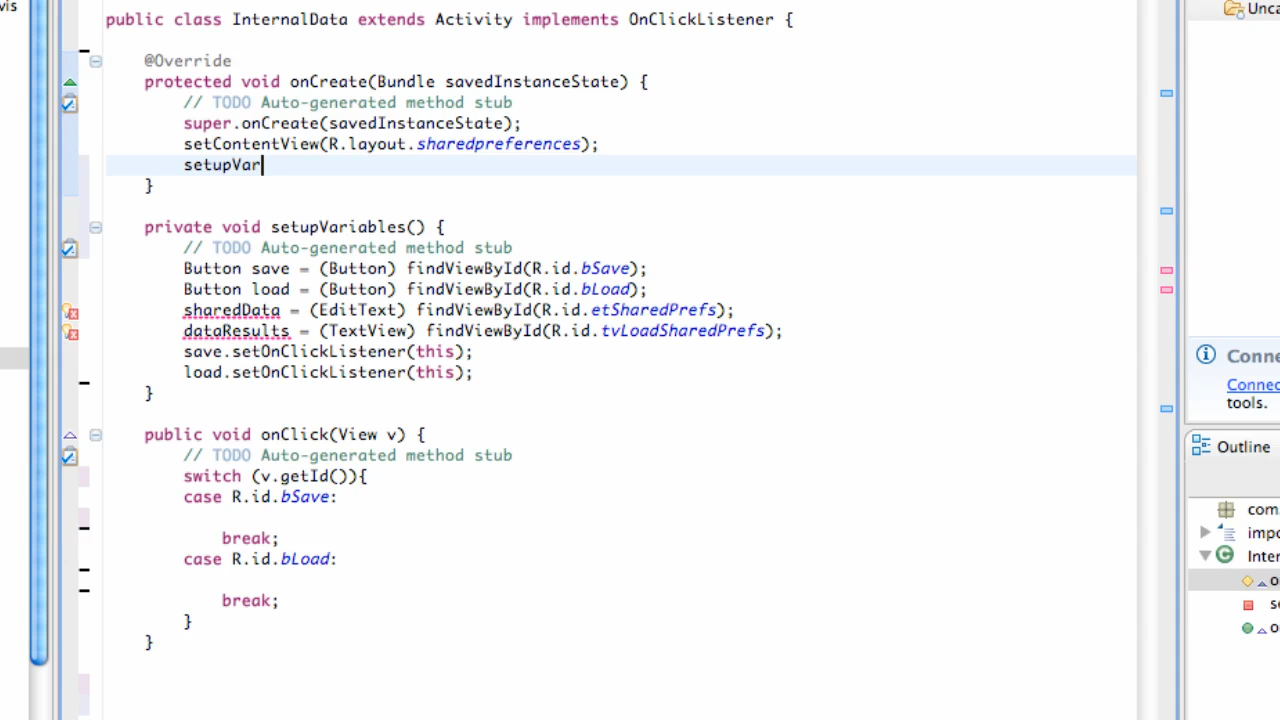 vis
public class InternalData extends Activity implements OnClickListener {
@Override
protected void onCreate(Bundle savedInstanceState) {
// TODO Auto-generated method stub
super.onCreate(savedInstanceState);
setContentView(R.layout.sharedpreferences);
setupVar
}
private void setupVariables() {
// TODO Auto-generated method stub
Button save = (Button) findViewById(R.id.bSave);
Button load = (Button) findViewById(R.id.bLoad);
sharedData = (EditText) findViewById(R.id.etSharedPrefs);
dataResults = (TextView) findViewById(R.id.tvLoadSharedPrefs);
save.setOnClickListener(this);
load.setOnClickListener(this);
}
public void onClick(View v) {
// TODO Auto-generated method stub
switch (v.getId()){
case R.id.bSave:
break;
case R.id.bLoad:
break;
}
}
Unca
Conne
Connec
tools.
Outline
com.
impo
Inter
o
se
o